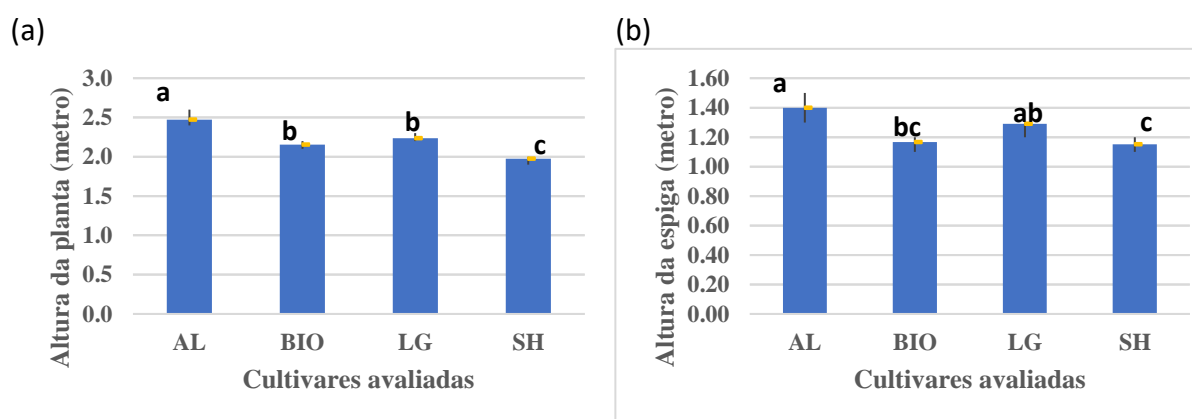 (a)
Altura da planta (metro)
3.0
2.5
2.0
1.5
1.0
0.5
0.0
a
b
b
c
AL BIO LG SH
Cultivares avaliadas
(b)
Altura da espiga (metro)
1.60
1.40
1.20
1.00
0.80
0.60
0.40
0.20
0.00
a
bc
ab
c
AL BIO LG SH
Cultivares avaliadas